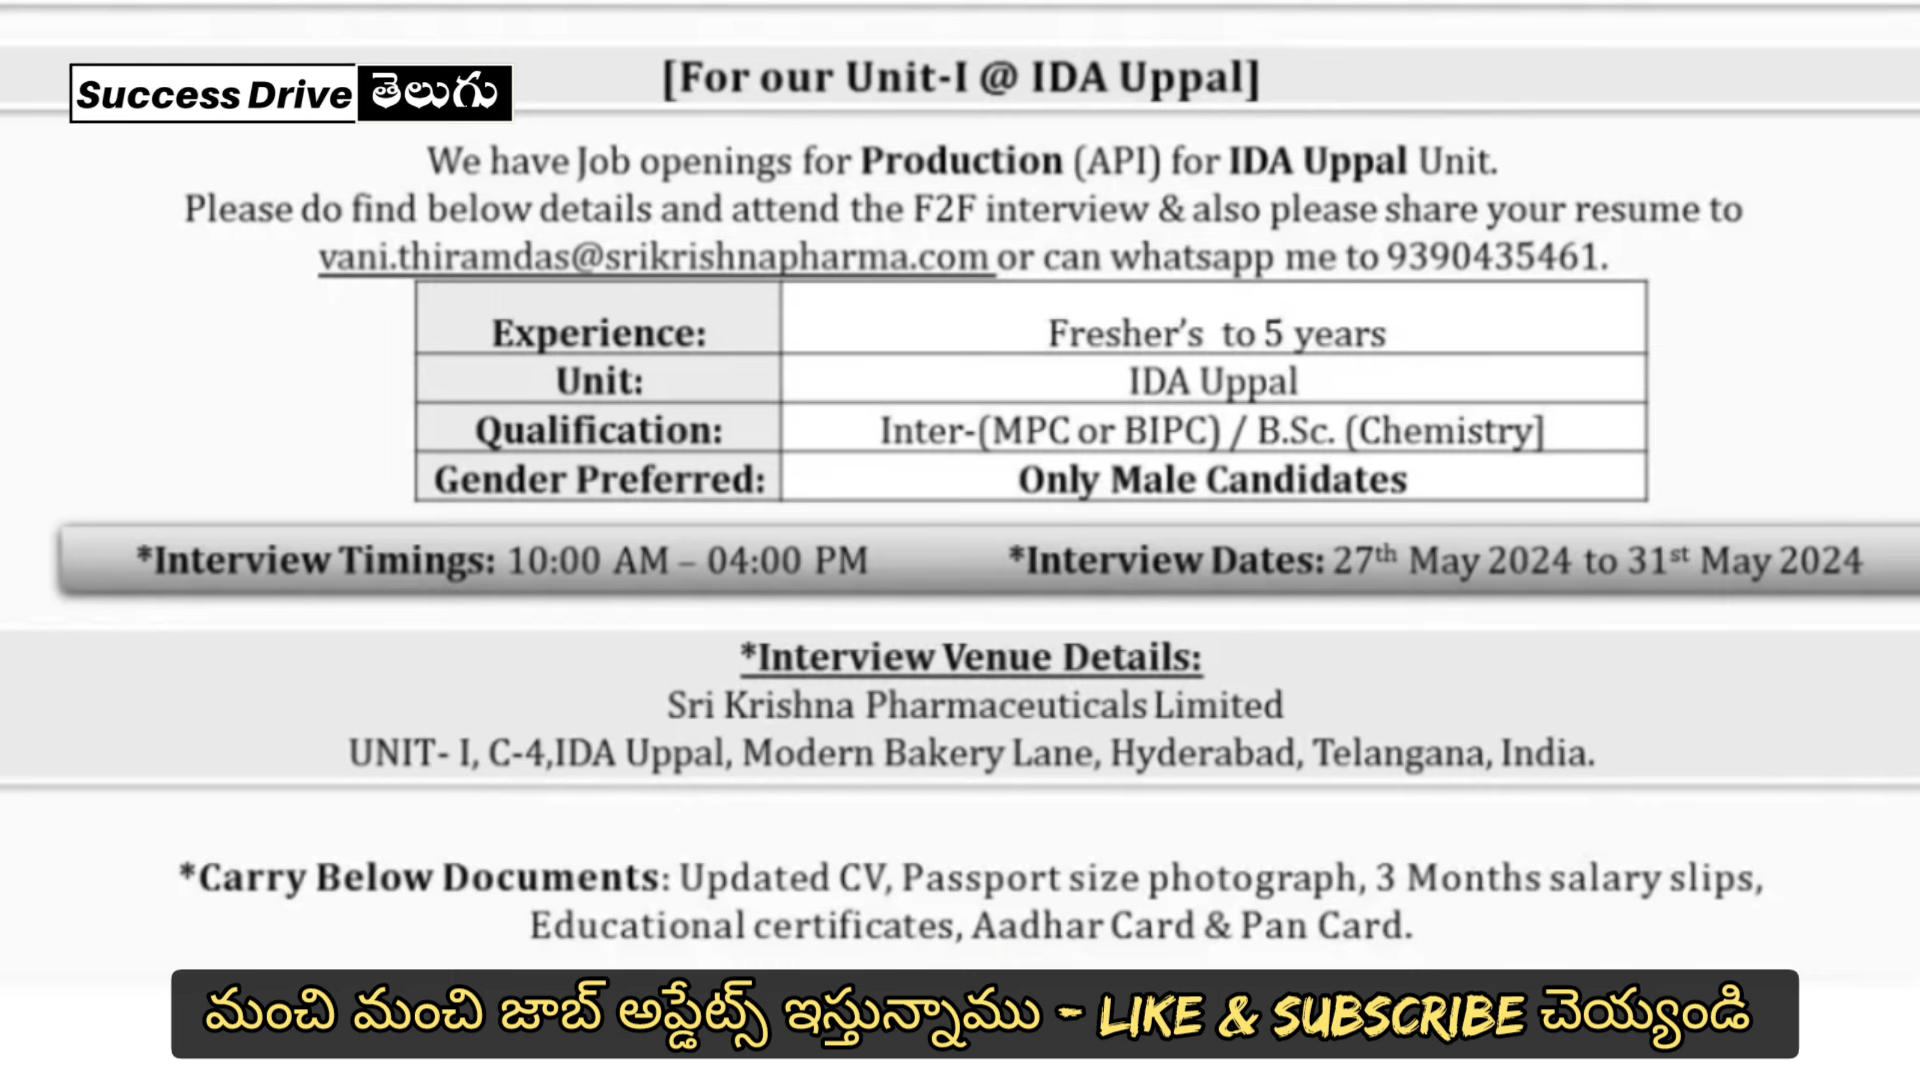 Success Drive తెలుగు
[For our Unit-I @ IDA Uppal]
We have Job openings for Production (API) for IDA Uppal Unit.
Please do find below details and attend the F2F interview & also please share your resume to
vani.thiramdas@srikrishnapharma.com or can whatsapp me to 9390435461.
Experience: Fresher's to 5 years
Unit: IDA Uppal
Qualification: Inter-(MPC or BIPC) / B.Sc. (Chemistry]
Gender Preferred: Only Male Candidates
*Interview Timings: 10:00 AM – 04:00 PM *Interview Dates: 27th May 2024 to 31st May 2024
*Interview Venue Details:
Sri Krishna Pharmaceuticals Limited
UNIT- I, C-4,IDA Uppal, Modern Bakery Lane, Hyderabad, Telangana, India.
*Carry Below Documents: Updated CV, Passport size photograph, 3 Months salary slips,
Educational certificates, Aadhar Card & Pan Card.
మంచి మంచి జాబ్ అప్డేట్స్ ఇస్తున్నాము - LIKE & SUBSCRIBE చెయ్యండి